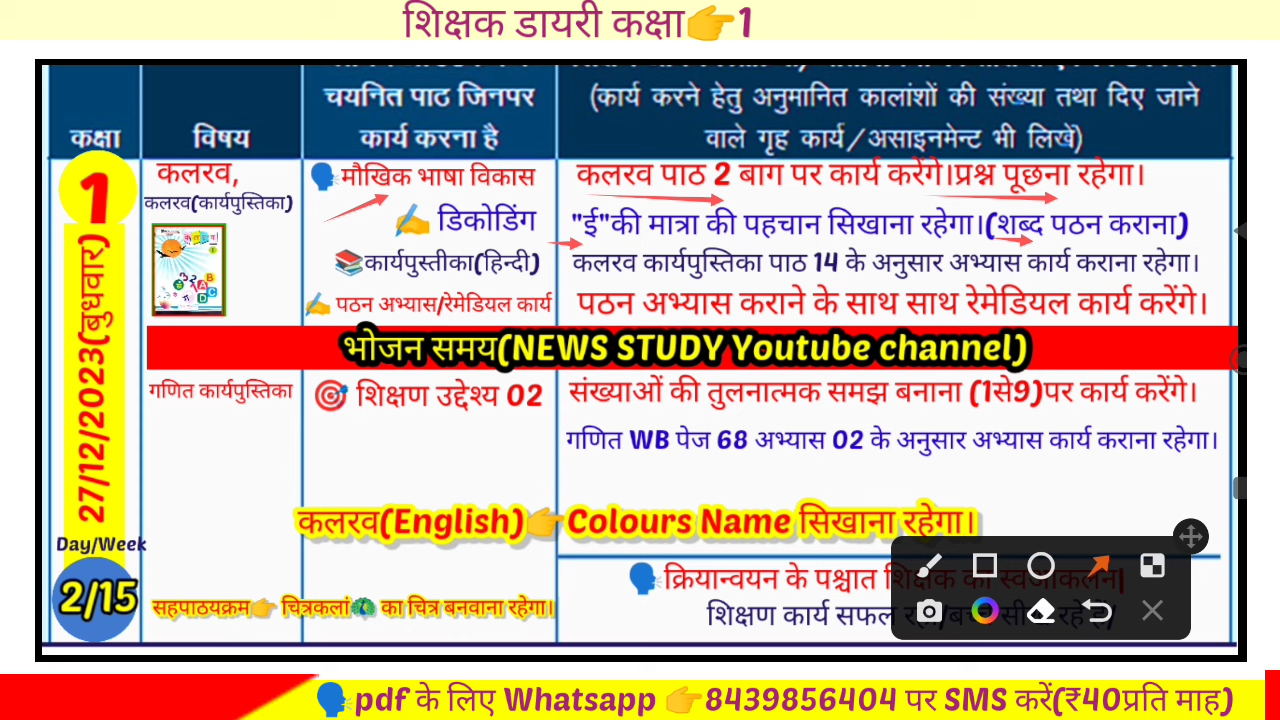 शिक्षक डायरी कक्षा👉1
चयनित पाठ जिनपर
(कार्य करने हेतु अनुमानित कालांशों की संख्या तथा दिए जाने
कक्षा
विषय
कार्य करना है
वाले गृह कार्य/असाइनमेन्ट भी लिखें)
1
कलरव,
🗣️मौखिक भाषा विकास
कलरव पाठ 2 बाग पर कार्य करेंगे।प्रश्न पूछना रहेगा।
कलरव(कार्यपुस्तिका)
✍️ डिकोडिंग
"ई"की मात्रा की पहचान सिखाना रहेगा।(शब्द पठन कराना)
📚कार्यपुस्तीका(हिन्दी)
कलरव कार्यपुस्तिका पाठ 14 के अनुसार अभ्यास कार्य कराना रहेगा।
✍️ पठन अभ्यास/रेमेडियल कार्य
पठन अभ्यास कराने के साथ साथ रेमेडियल कार्य करेंगे।
27/12/2023(बुधवार)
भोजन समय(NEWS STUDY Youtube channel)
गणित कार्यपुस्तिका
🎯 शिक्षण उद्देश्य 02
संख्याओं की तुलनात्मक समझ बनाना (1से9)पर कार्य करेंगे।
गणित WB पेज 68 अभ्यास 02 के अनुसार अभ्यास कार्य कराना रहेगा।
कलरव(English)👉Colours Name सिखाना रहेगा।
Day/Week
2/15
🗣️क्रियान्वयन के पश्चात शिक्षक का स्वआकलन|
सहपाठयक्रम👉 चित्रकलां🦚 का चित्र बनवाना रहेगा।
शिक्षण कार्य सफल रहा/बच्चे सीख रहे हैं/
🗣️pdf के लिए Whatsapp 👉8439856404 पर SMS करें(₹40प्रति माह)